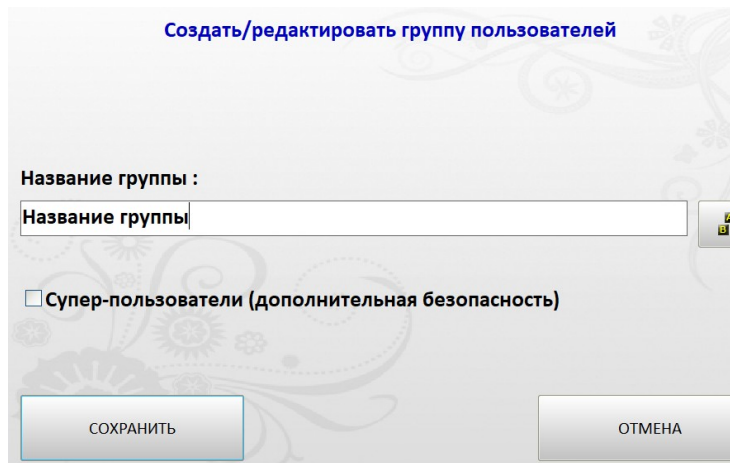 Создать/редактировать группу пользователей
Название группы :
Название группы
Супер-пользователи (дополнительная безопасность)
СОХРАНИТЬ
ОТМЕНА